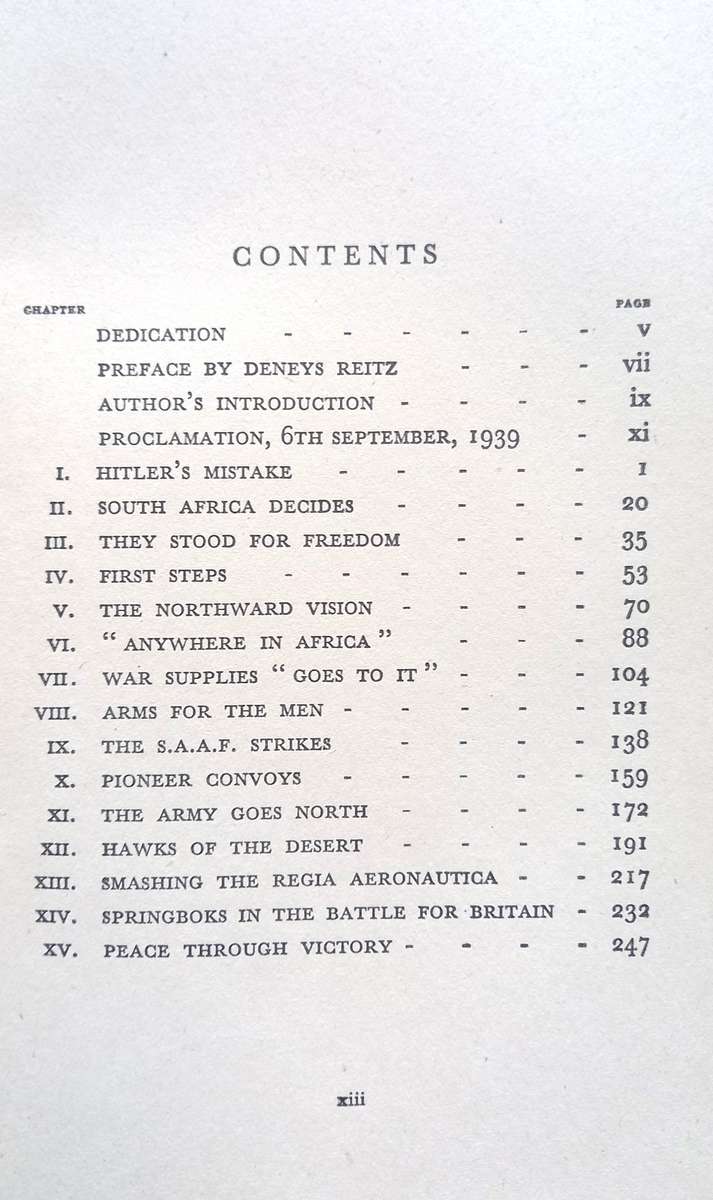 CONTENTS
CHAPTER PAGE
DEDICATION - - - - - - v
PREFACE BY DENEYS REITZ - - - vii
AUTHOR'S INTRODUCTION - - - - ix
PROCLAMATION, 6TH SEPTEMBER, 1939 - xi
I. HITLER'S MISTAKE - - - - - 1
II. SOUTH AFRICA DECIDES - - - - 20
III. THEY STOOD FOR FREEDOM - - - 35
IV. FIRST STEPS - - - - - - 53
V. THE NORTHWARD VISION - - - - 70
VI. “ ANYWHERE IN AFRICA ” - - - 88
VII. WAR SUPPLIES “ GOES TO IT ” - - - 104
VIII. ARMS FOR THE MEN - - - - - 121
IX. THE S.A.A.F. STRIKES - - - - 138
X. PIONEER CONVOYS - - - - - 159
XI. THE ARMY GOES NORTH - - - - 172
XII. HAWKS OF THE DESERT - - - - 191
XIII. SMASHING THE REGIA AERONAUTICA - - 217
XIV. SPRINGBOKS IN THE BATTLE FOR BRITAIN - 232
XV. PEACE THROUGH VICTORY - - - - 247
xiii